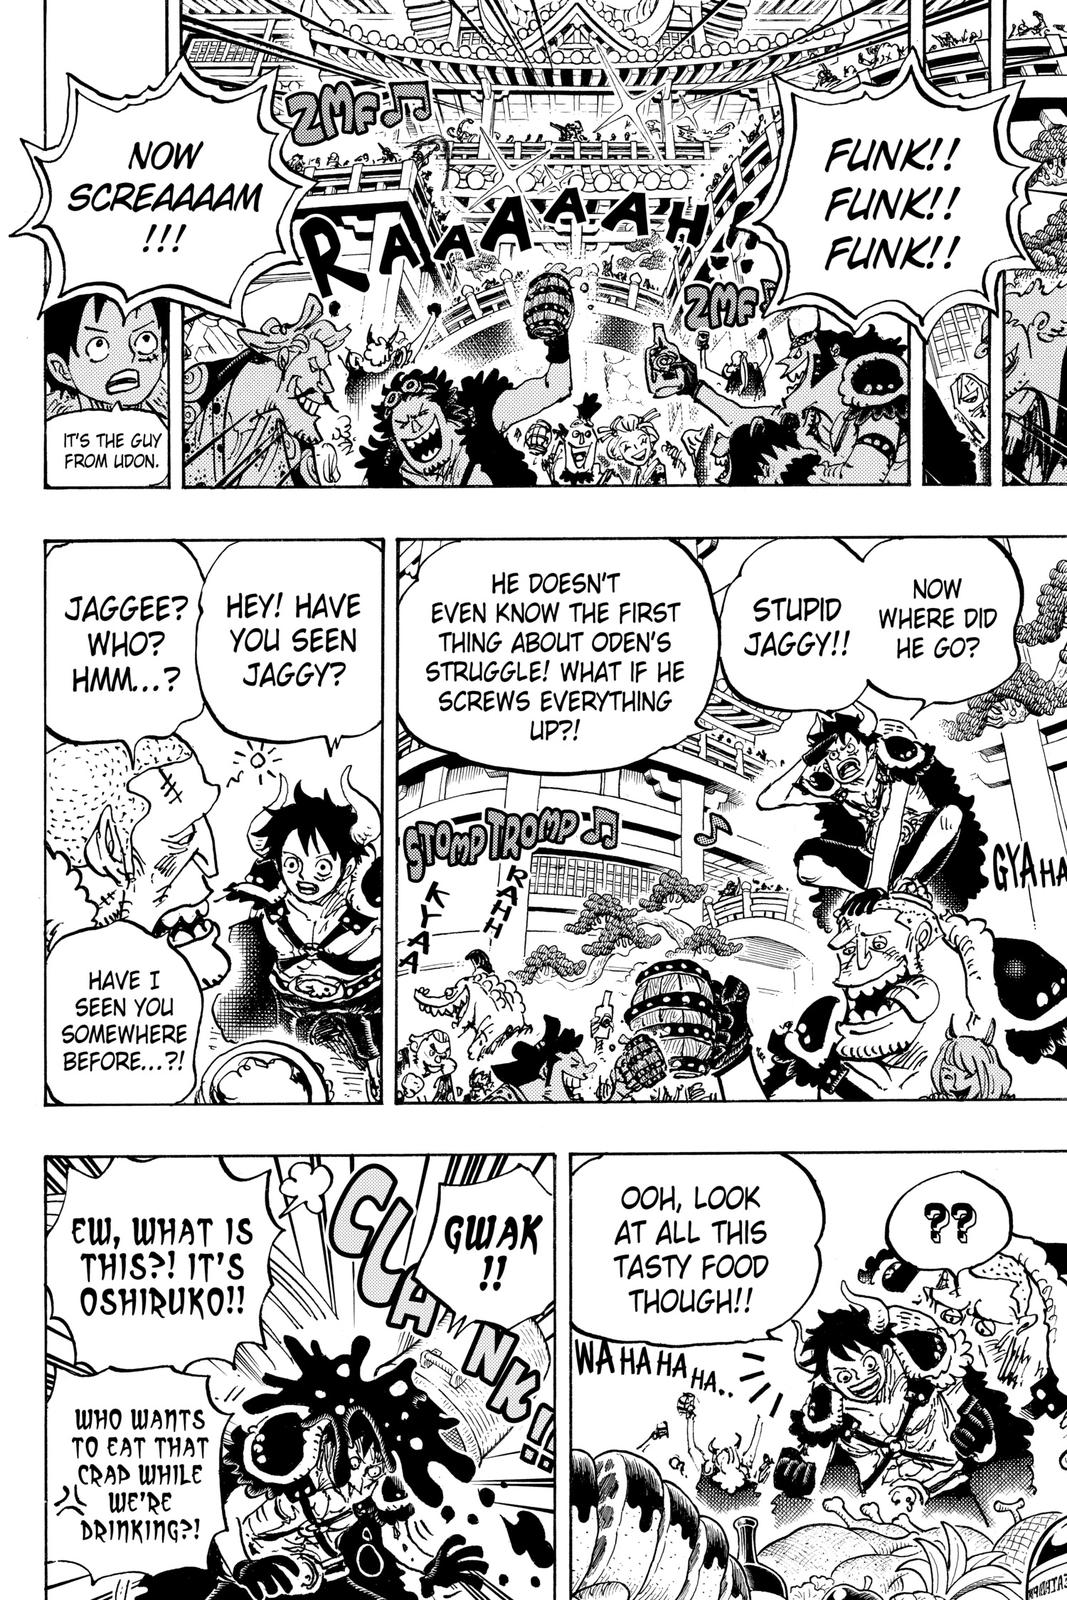 FUNK!!
FUNK!!
FUNK!!
ZMF
RAAAAAAH!
ZMF
NOW
SCREAAAAM
!!!
IT'S THE GUY
FROM UDON.
NOW
WHERE DID
HE GO?
STUPID
JAGGY!!
HE DOESN'T
EVEN KNOW THE FIRST
THING ABOUT ODEN'S
STRUGGLE! WHAT IF HE
SCREWS EVERYTHING
UP?!
GYAHA
STOMP TROMP
RAHH
KYAA
HEY! HAVE
YOU SEEN
JAGGY?
JAGGEE?
WHO?
HMM...?
HAVE I
SEEN YOU
SOMEWHERE
BEFORE...?!
??
OOH, LOOK
AT ALL THIS
TASTY FOOD
THOUGH!!
WAHAHAHA..
GWAK
!!
CLANK!!
EW, WHAT IS
THIS?! IT'S
OSHIRUKO!!
WHO WANTS
TO EAT THAT
CRAP WHILE
WE'RE
DRINKING?!